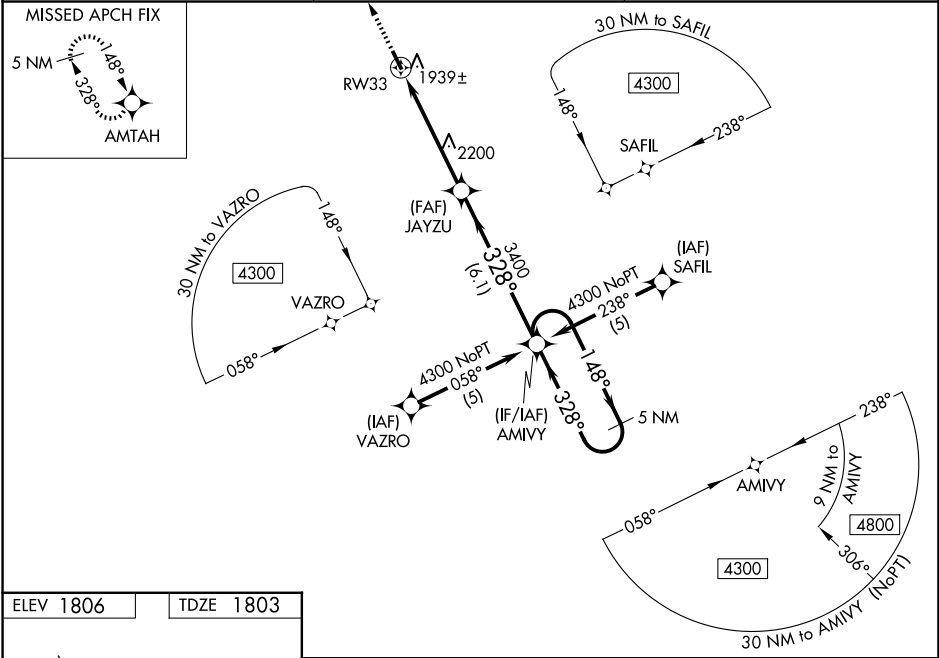 MISSED APCH FIX
5 NM
148°
328°
AMTAH
RW33
1939±
2200
(FAF)
JAYZU
3400
328°
(6.1)
30 NM to SAFIL
4300
148°
238°
SAFIL
30 NM to VAZRO
148°
4300
VAZRO
058°
(IAF)
SAFIL
4300 NoPT
238°
(5)
4300 NoPT
058°
(5)
(IAF)
VAZRO
(IF/IAF)
AMIVY
148°
328°
5 NM
238°
AMIVY
058°
9 NM to
AMIVY
4800
306°
4300
30 NM to AMIVY (NoPT)
ELEV 1806
TDZE 1803